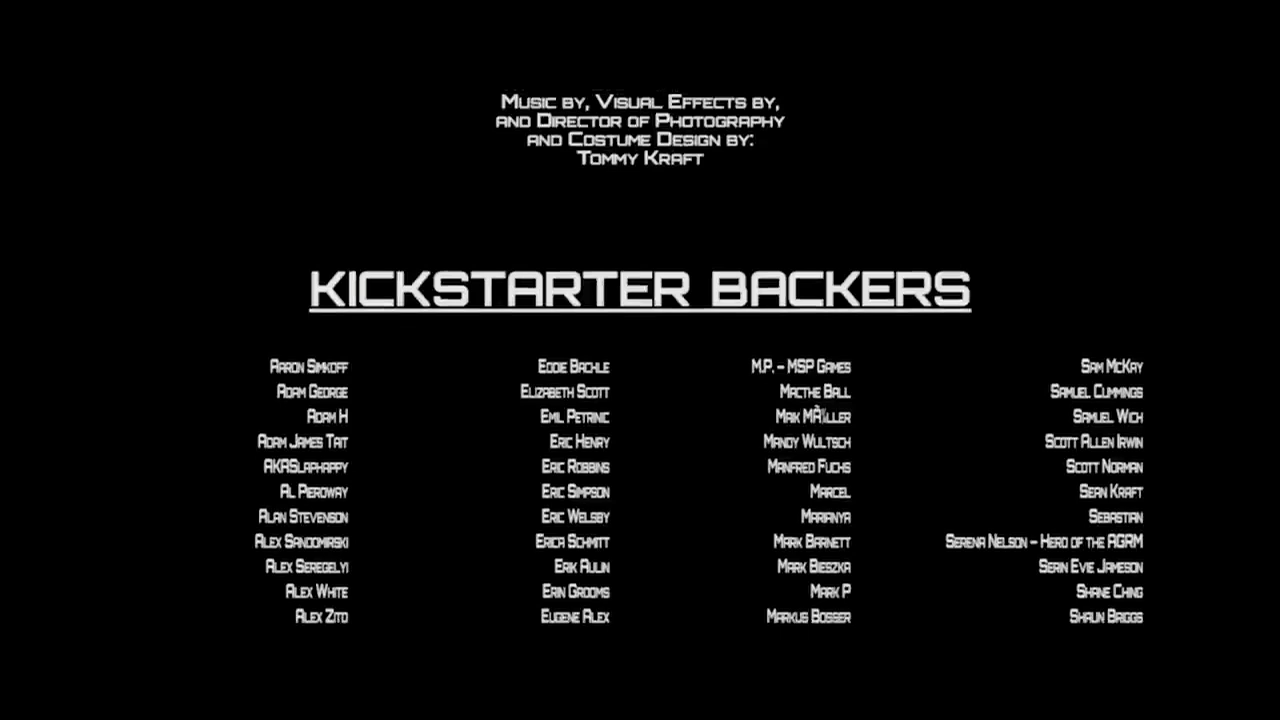 Music by, Visual Effects by,
and Director of Photography
and Costume Design by:
Tommy Kraft
KICKSTARTER BACKERS
Aaron Simkoff Eddie Bachle M.P. - MSP Games Sam McKay
Adam George Elizabeth Scott Macthe Ball Samuel Cummings
Adam H Emil Petrinic Maik Samuel Wich
Adam James Tait Eric Henry Mandy Wultsch Scott Allen Irwin
AKASlaphappy Eric Robbins Manfred Fuchs Scott Norman
Al Perdway Eric Simpson Marcel Sean Kraft
Alan Stevenson Eric Welsby Marianya Sebastian
Alex Sandomirski Erica Schmitt Mark Barnett Serena Nelson - Hero of the AGRM
Alex Seregelyi Erik Aulin Mark Bieszka Serin Evie Jameson
Alex White Erin Grooms Mark P Shane Ching
Alex Zito Eugene Alex Markus Bosser Shaun Briggs